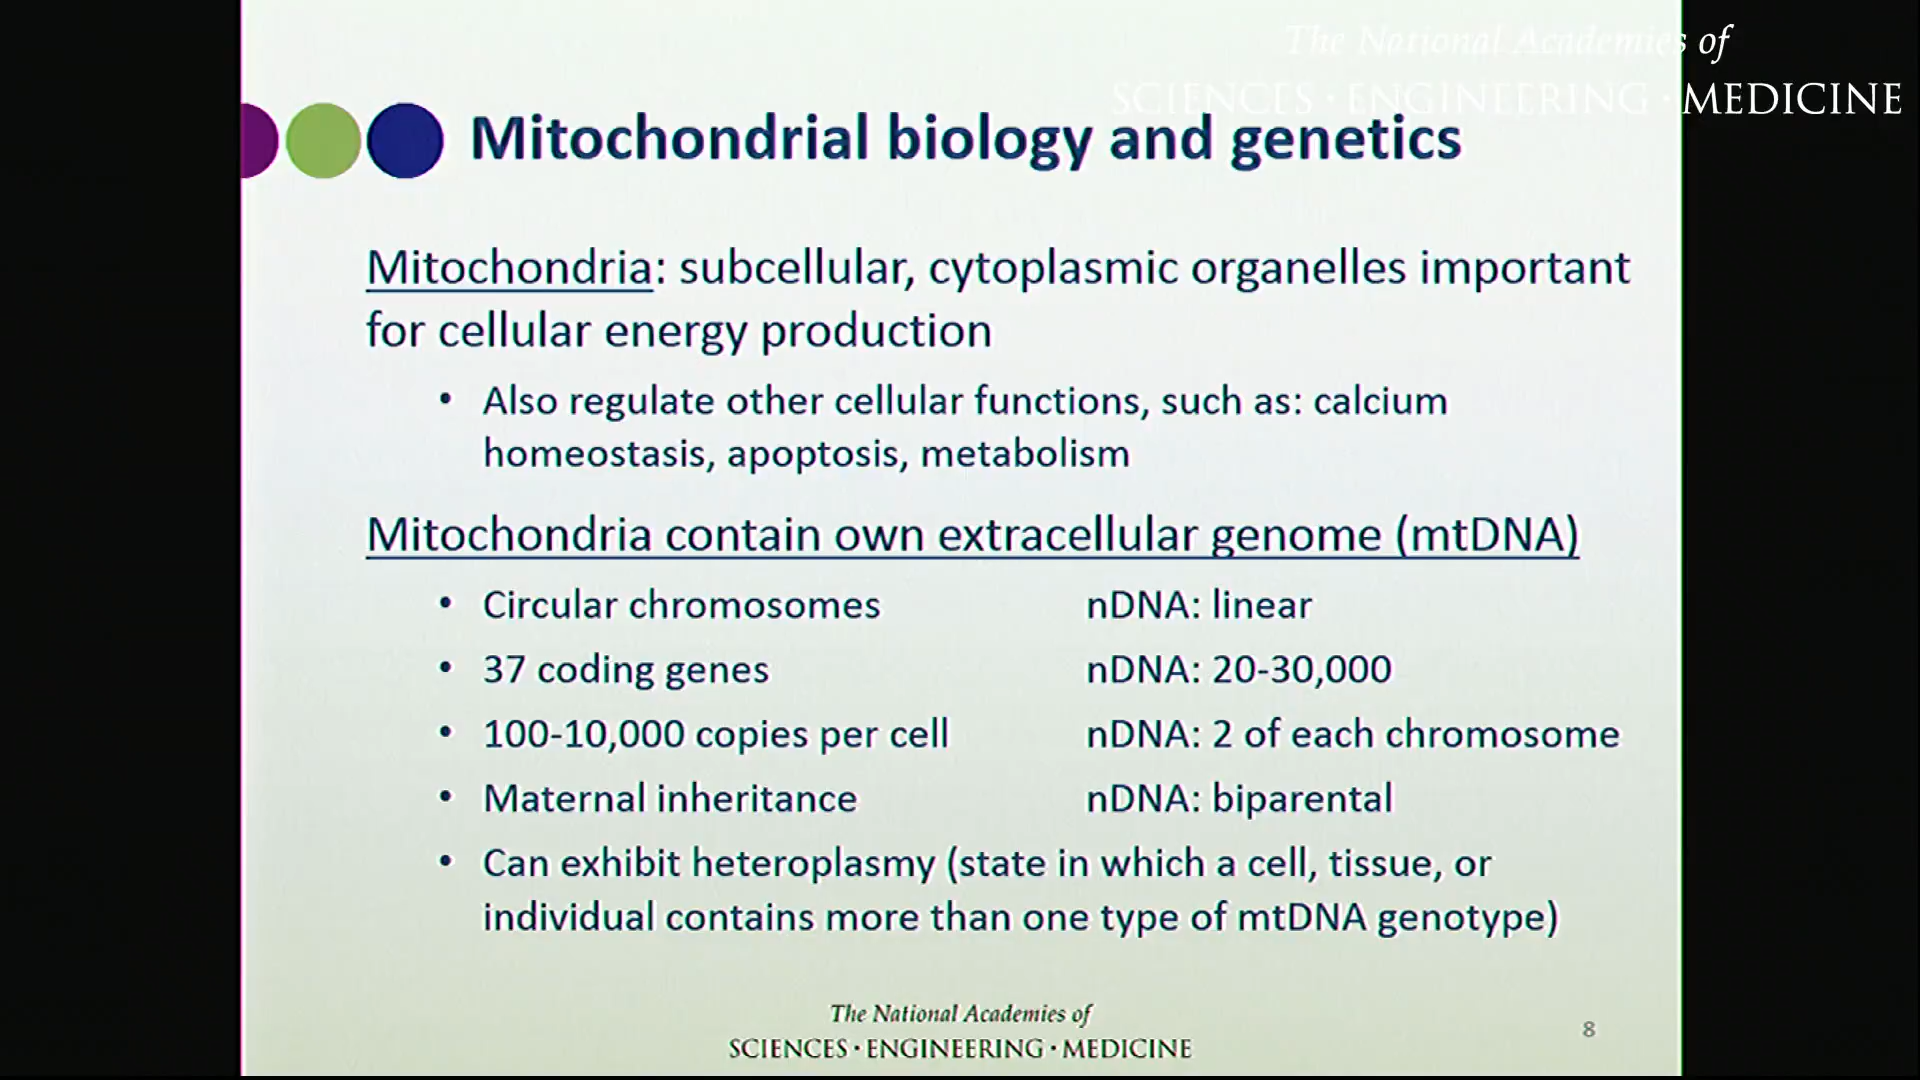 The National Academies of
SCIENCES · ENGINEERING · MEDICINE
Mitochondrial biology and genetics
Mitochondria: subcellular, cytoplasmic organelles important
for cellular energy production
• Also regulate other cellular functions, such as: calcium
homeostasis, apoptosis, metabolism
Mitochondria contain own extracellular genome (mtDNA)
• Circular chromosomes nDNA: linear
• 37 coding genes nDNA: 20-30,000
• 100-10,000 copies per cell nDNA: 2 of each chromosome
• Maternal inheritance nDNA: biparental
• Can exhibit heteroplasmy (state in which a cell, tissue, or
individual contains more than one type of mtDNA genotype)
The National Academies of
SCIENCES · ENGINEERING · MEDICINE
8